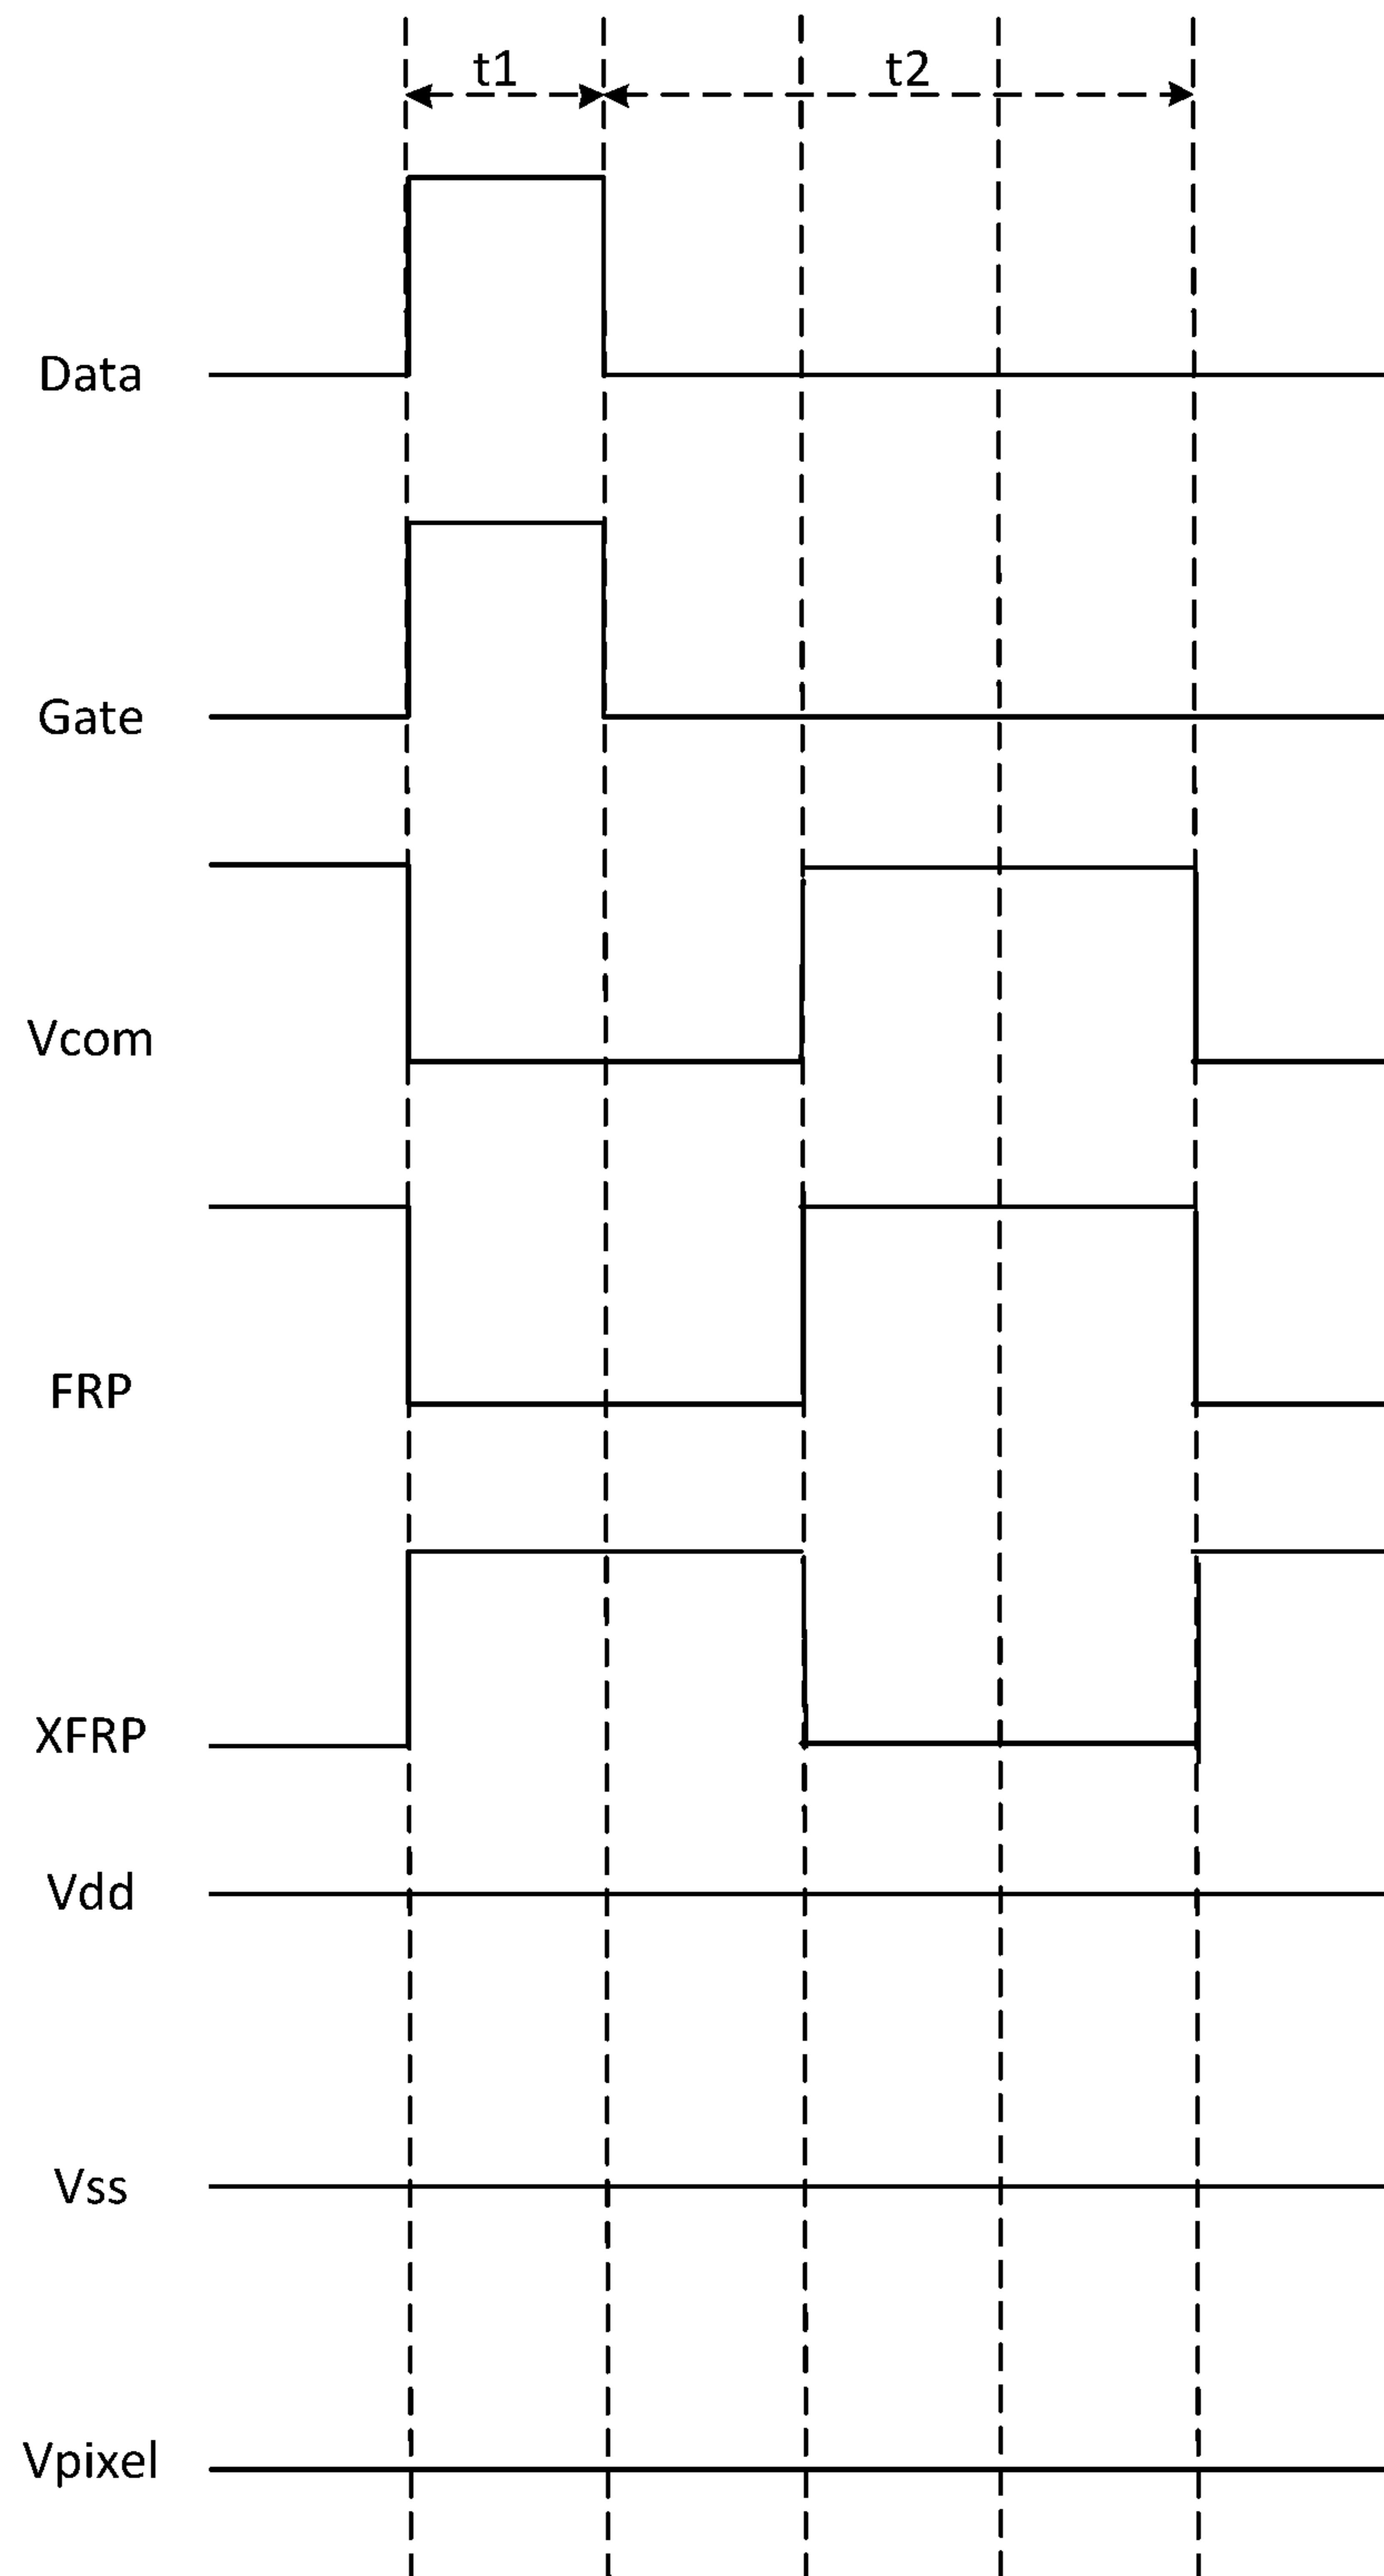 t1 t2
Data
Gate
Vcom
FRP
XFRP
Vdd
Vss
Vpixel